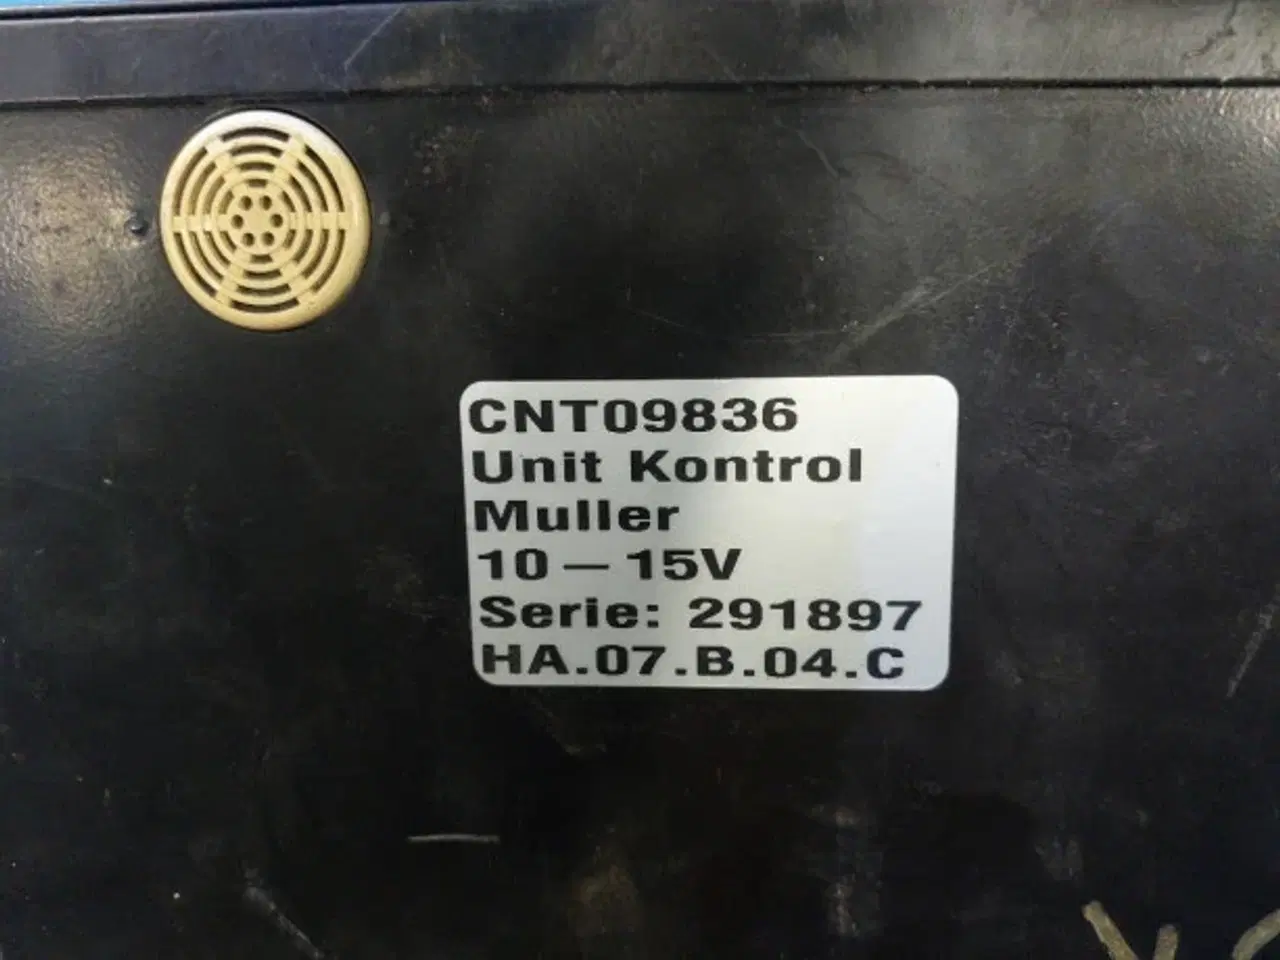 CNT09836
Unit Kontrol
Muller
10 — 15V
Serie: 291897
HA.07.B.04.C